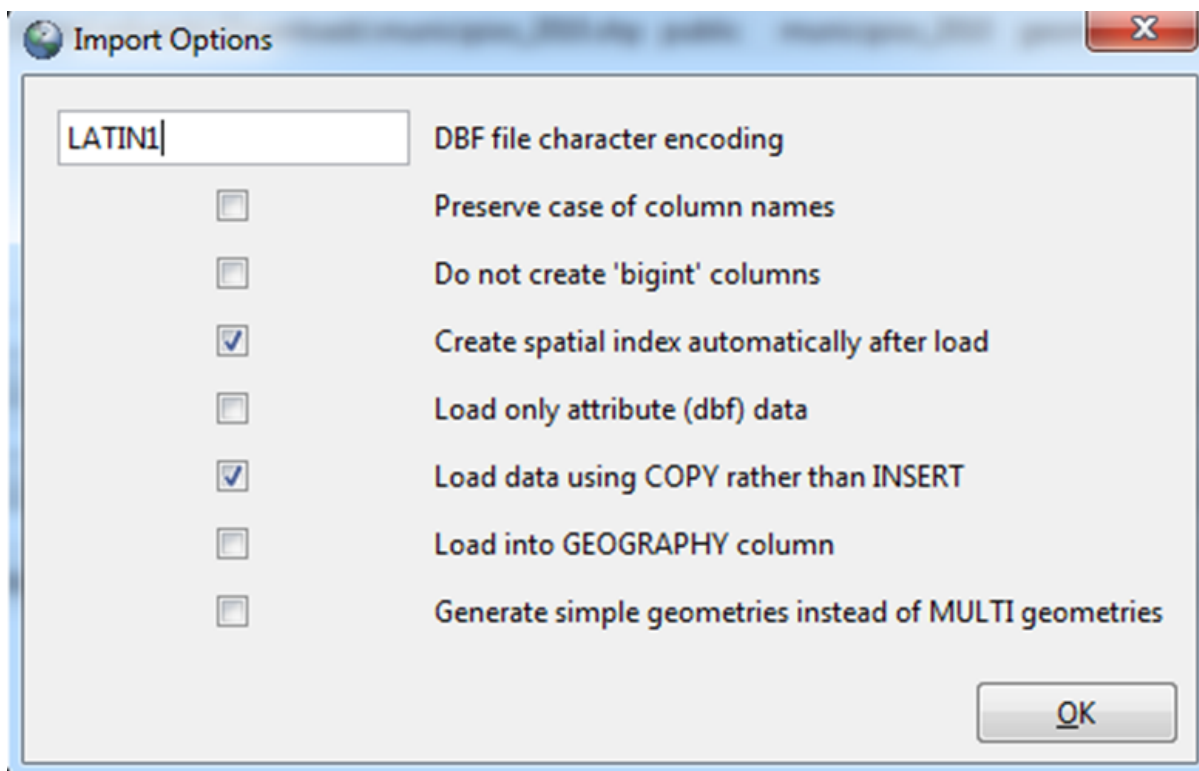 Import Options
LATIN1 DBF file character encoding
Preserve case of column names
Do not create 'bigint' columns
Create spatial index automatically after load
Load only attribute (dbf) data
Load data using COPY rather than INSERT
Load into GEOGRAPHY column
Generate simple geometries instead of MULTI geometries
OK